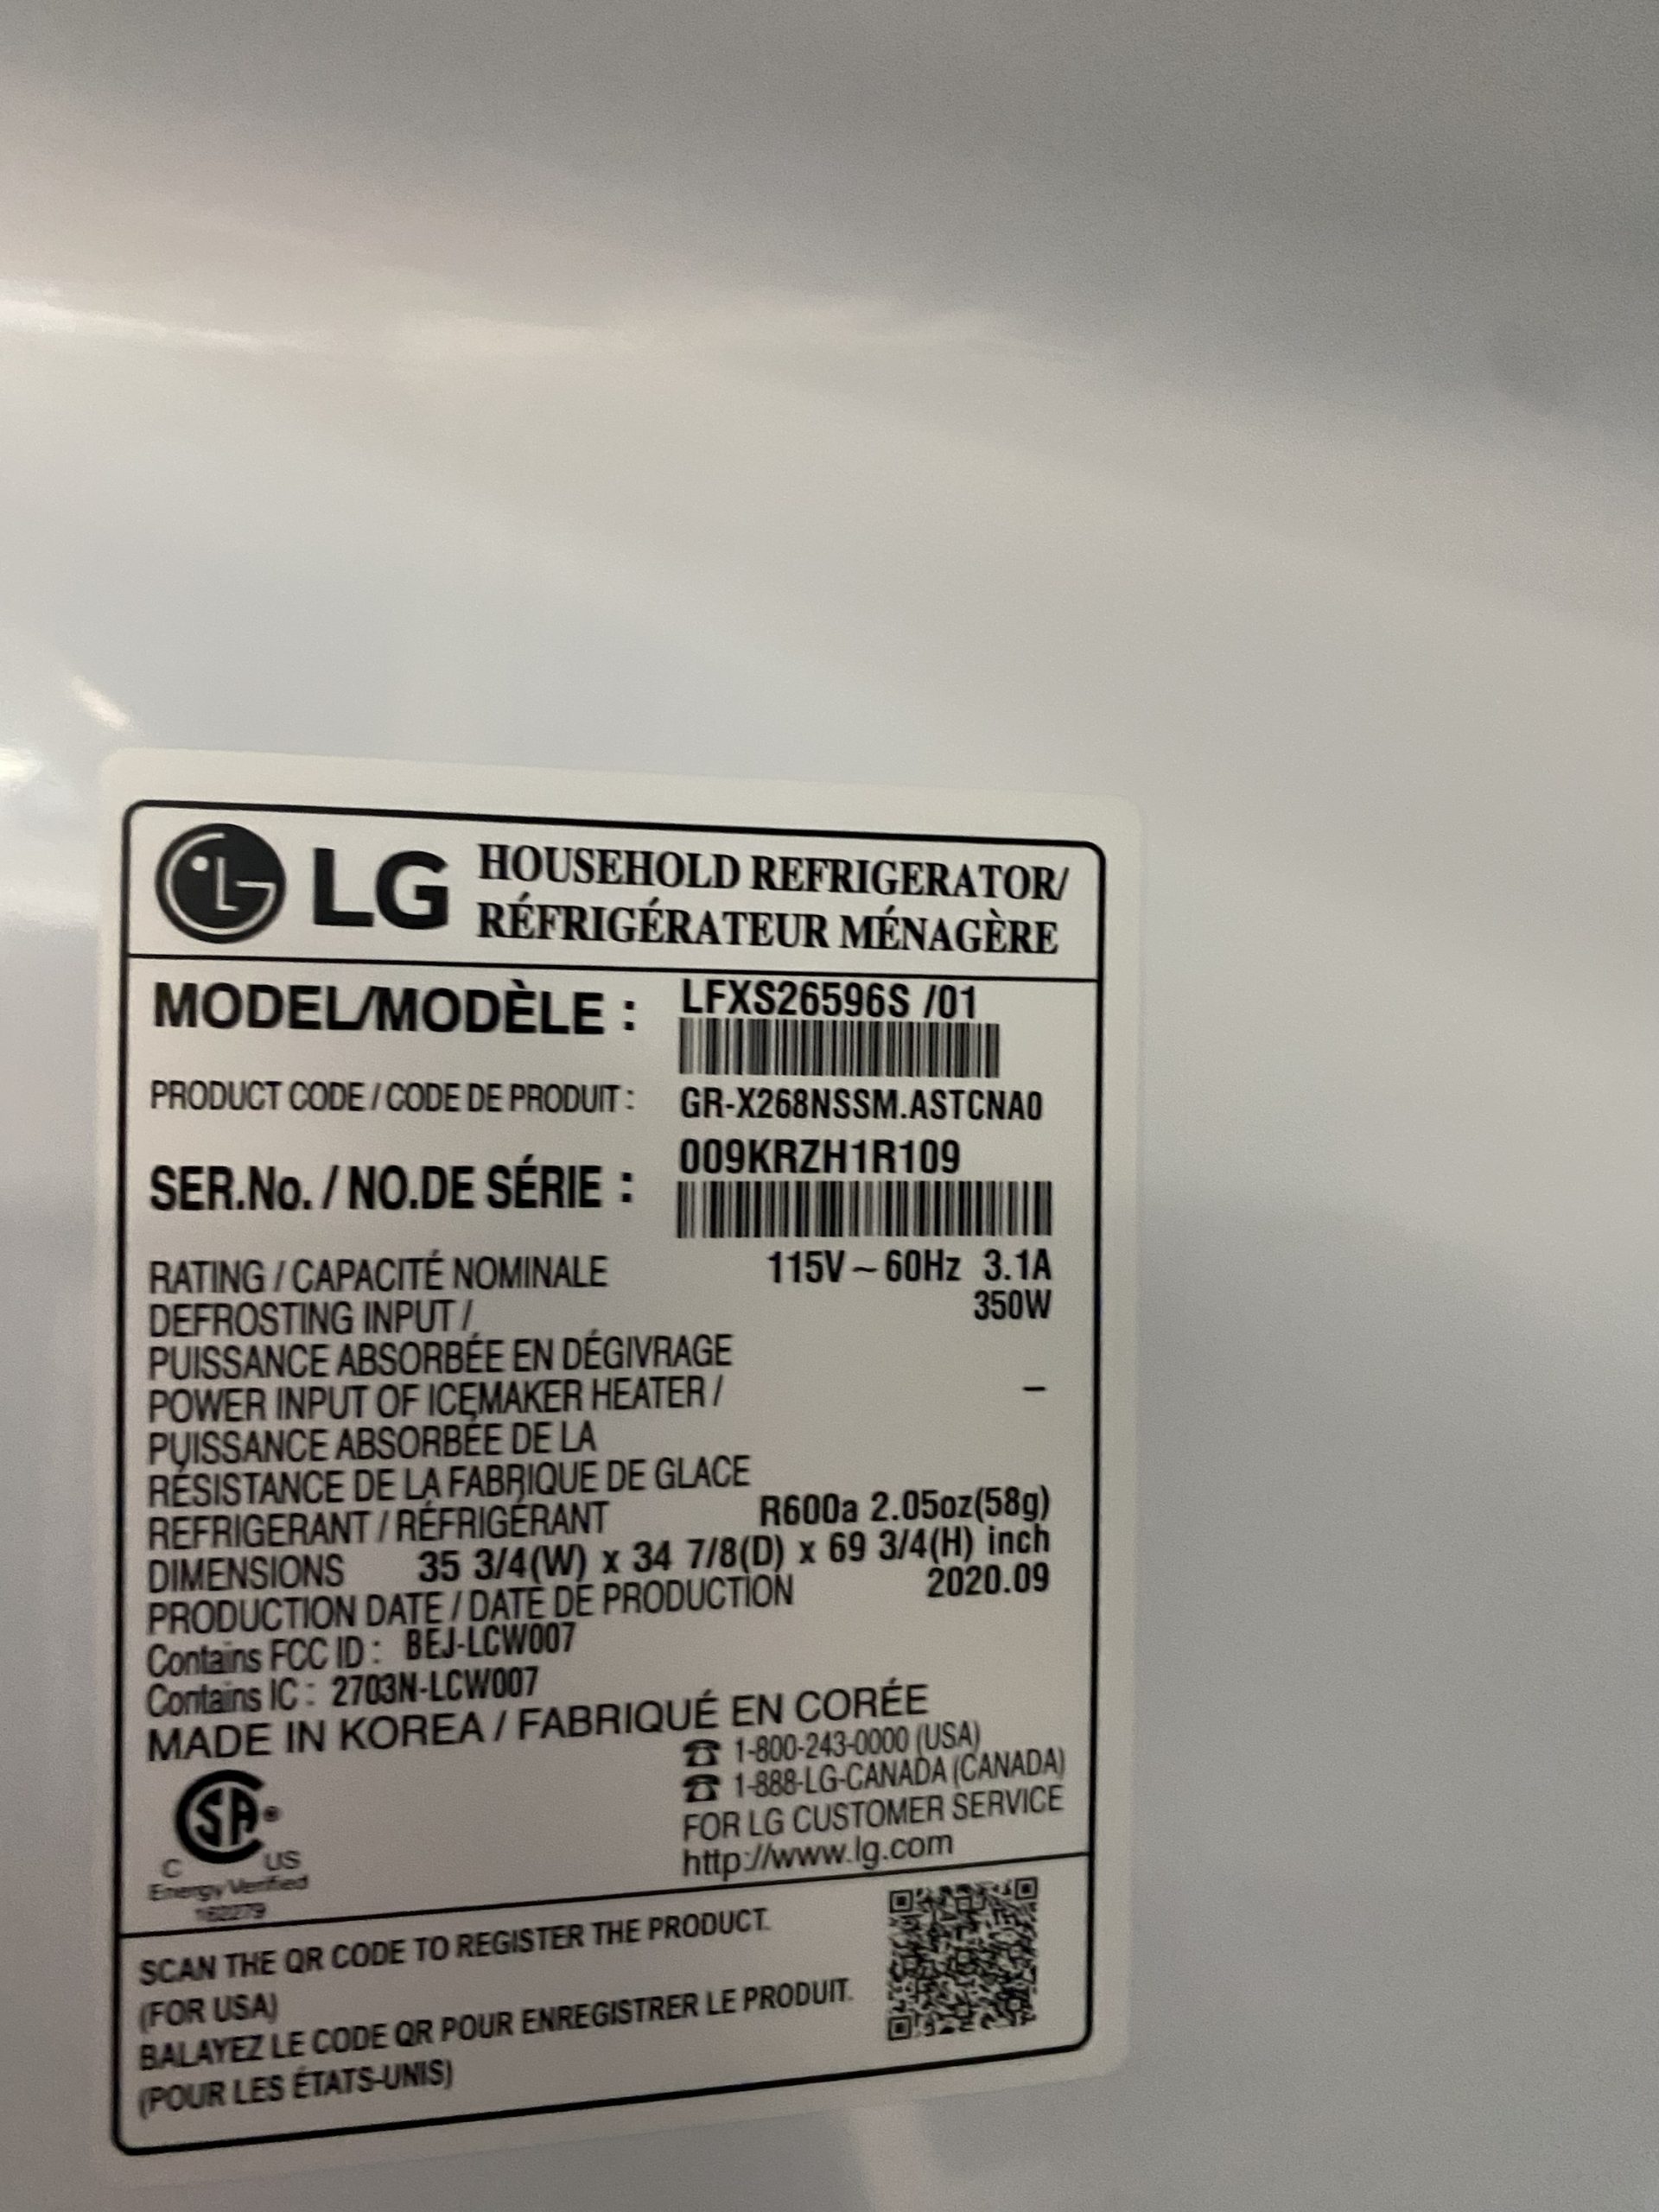 LG HOUSEHOLD REFRIGERATOR/
RÉFRIGÉRATEUR MÉNAGÈRE
MODEL/MODÈLE : LFXS26596S /01
PRODUCT CODE / CODE DE PRODUIT : GR-X268NSSM.ASTCNA0
SER.No. / NO.DE SÉRIE : 009KRZH1R109
RATING / CAPACITÉ NOMINALE 115V ~ 60Hz 3.1A
DEFROSTING INPUT / 350W
PUISSANCE ABSORBÉE EN DÉGIVRAGE
POWER INPUT OF ICEMAKER HEATER / –
PUISSANCE ABSORBÉE DE LA
RÉSISTANCE DE LA FABRIQUE DE GLACE
REFRIGERANT / RÉFRIGÉRANT R600a 2.05oz(58g)
DIMENSIONS 35 3/4(W) x 34 7/8(D) x 69 3/4(H) inch
PRODUCTION DATE / DATE DE PRODUCTION 2020.09
Contains FCC ID : BEJ-LCW007
Contains IC : 2703N-LCW007
MADE IN KOREA / FABRIQUÉ EN CORÉE
☎ 1-800-243-0000 (USA)
☎ 1-888-LG-CANADA (CANADA)
FOR LG CUSTOMER SERVICE
http://www.lg.com
SA ®
C US
Energy Verified
162279
SCAN THE QR CODE TO REGISTER THE PRODUCT.
(FOR USA)
BALAYEZ LE CODE QR POUR ENREGISTRER LE PRODUIT.
(POUR LES ÉTATS-UNIS)